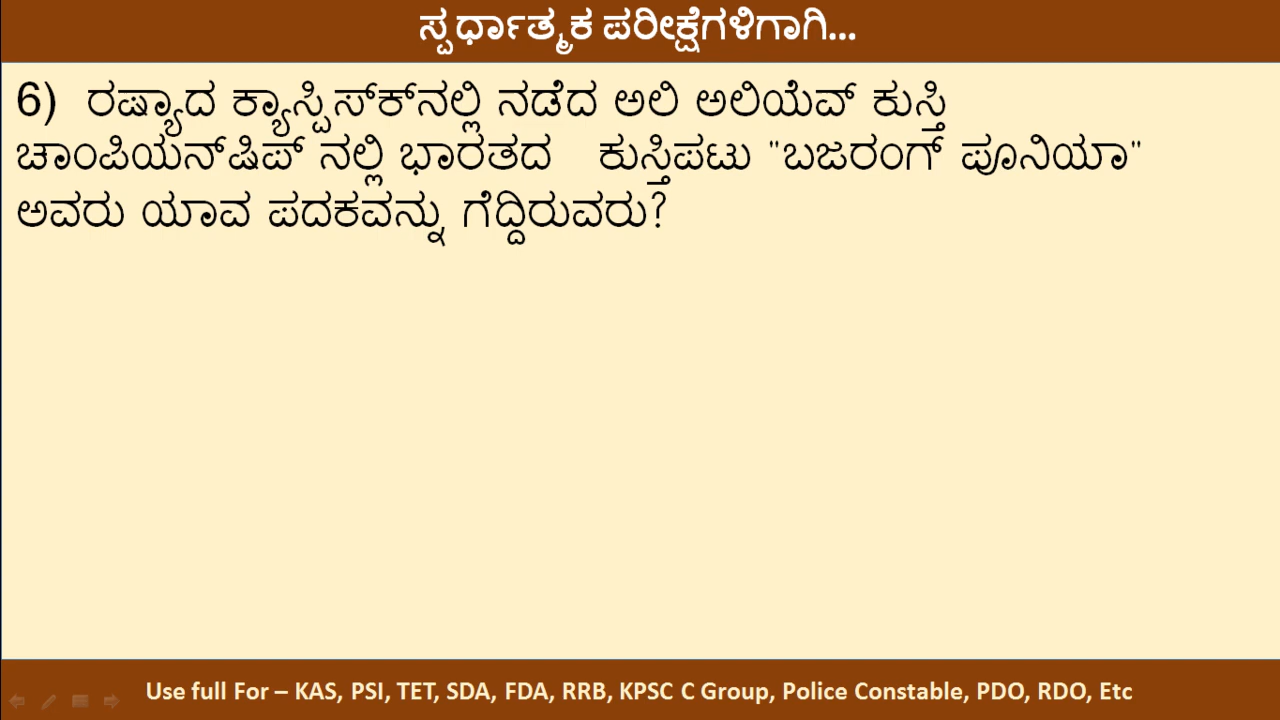 ಸ್ಪರ್ಧಾತ್ಮಕ ಪರೀಕ್ಷೆಗಳಿಗಾಗಿ...
6) ರಷ್ಯಾದ ಕ್ಯಾಸ್ಪಿಸ್‌ಕ್‌ನಲ್ಲಿ ನಡೆದ ಅಲಿ ಅಲಿಯೆವ್ ಕುಸ್ತಿ
ಚಾಂಪಿಯನ್‌ಷಿಪ್ ನಲ್ಲಿ ಭಾರತದ ಕುಸ್ತಿಪಟು "ಬಜರಂಗ್ ಪೂನಿಯಾ"
ಅವರು ಯಾವ ಪದಕವನ್ನು ಗೆದ್ದಿರುವರು?
Use full For – KAS, PSI, TET, SDA, FDA, RRB, KPSC C Group, Police Constable, PDO, RDO, Etc